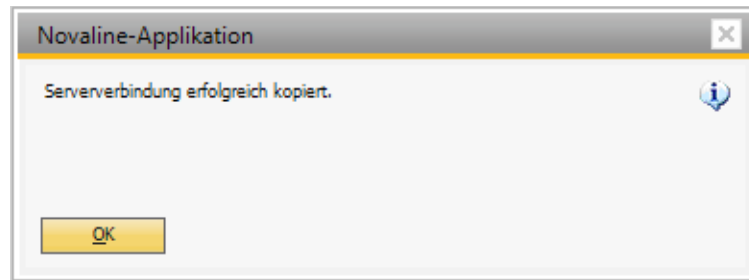 Novaline-Applikation
Serververbindung erfolgreich kopiert.
OK